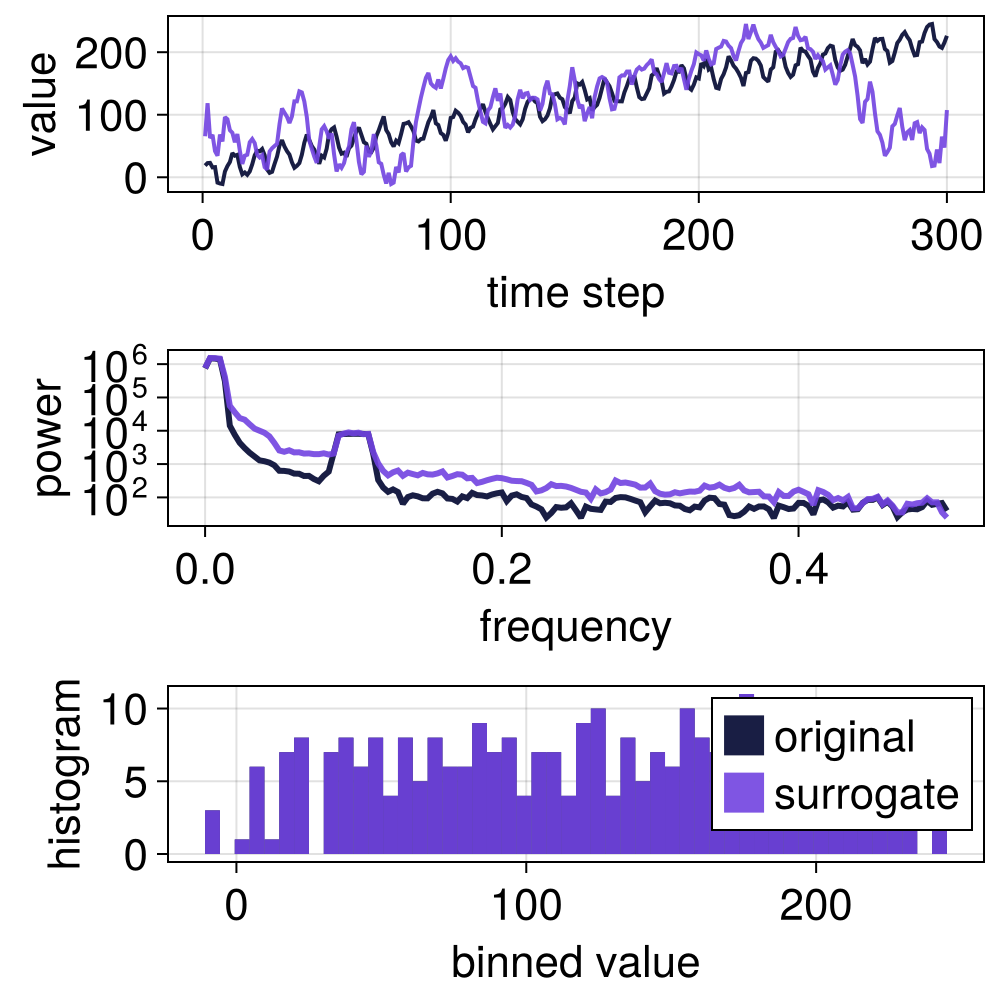 value
200
100
0
0 100 200 300
time step
power
10^6
10^5
10^4
10^3
10^2
0.0 0.2 0.4
frequency
histogram
10
5
0
original
surrogate
0 100 200
binned value